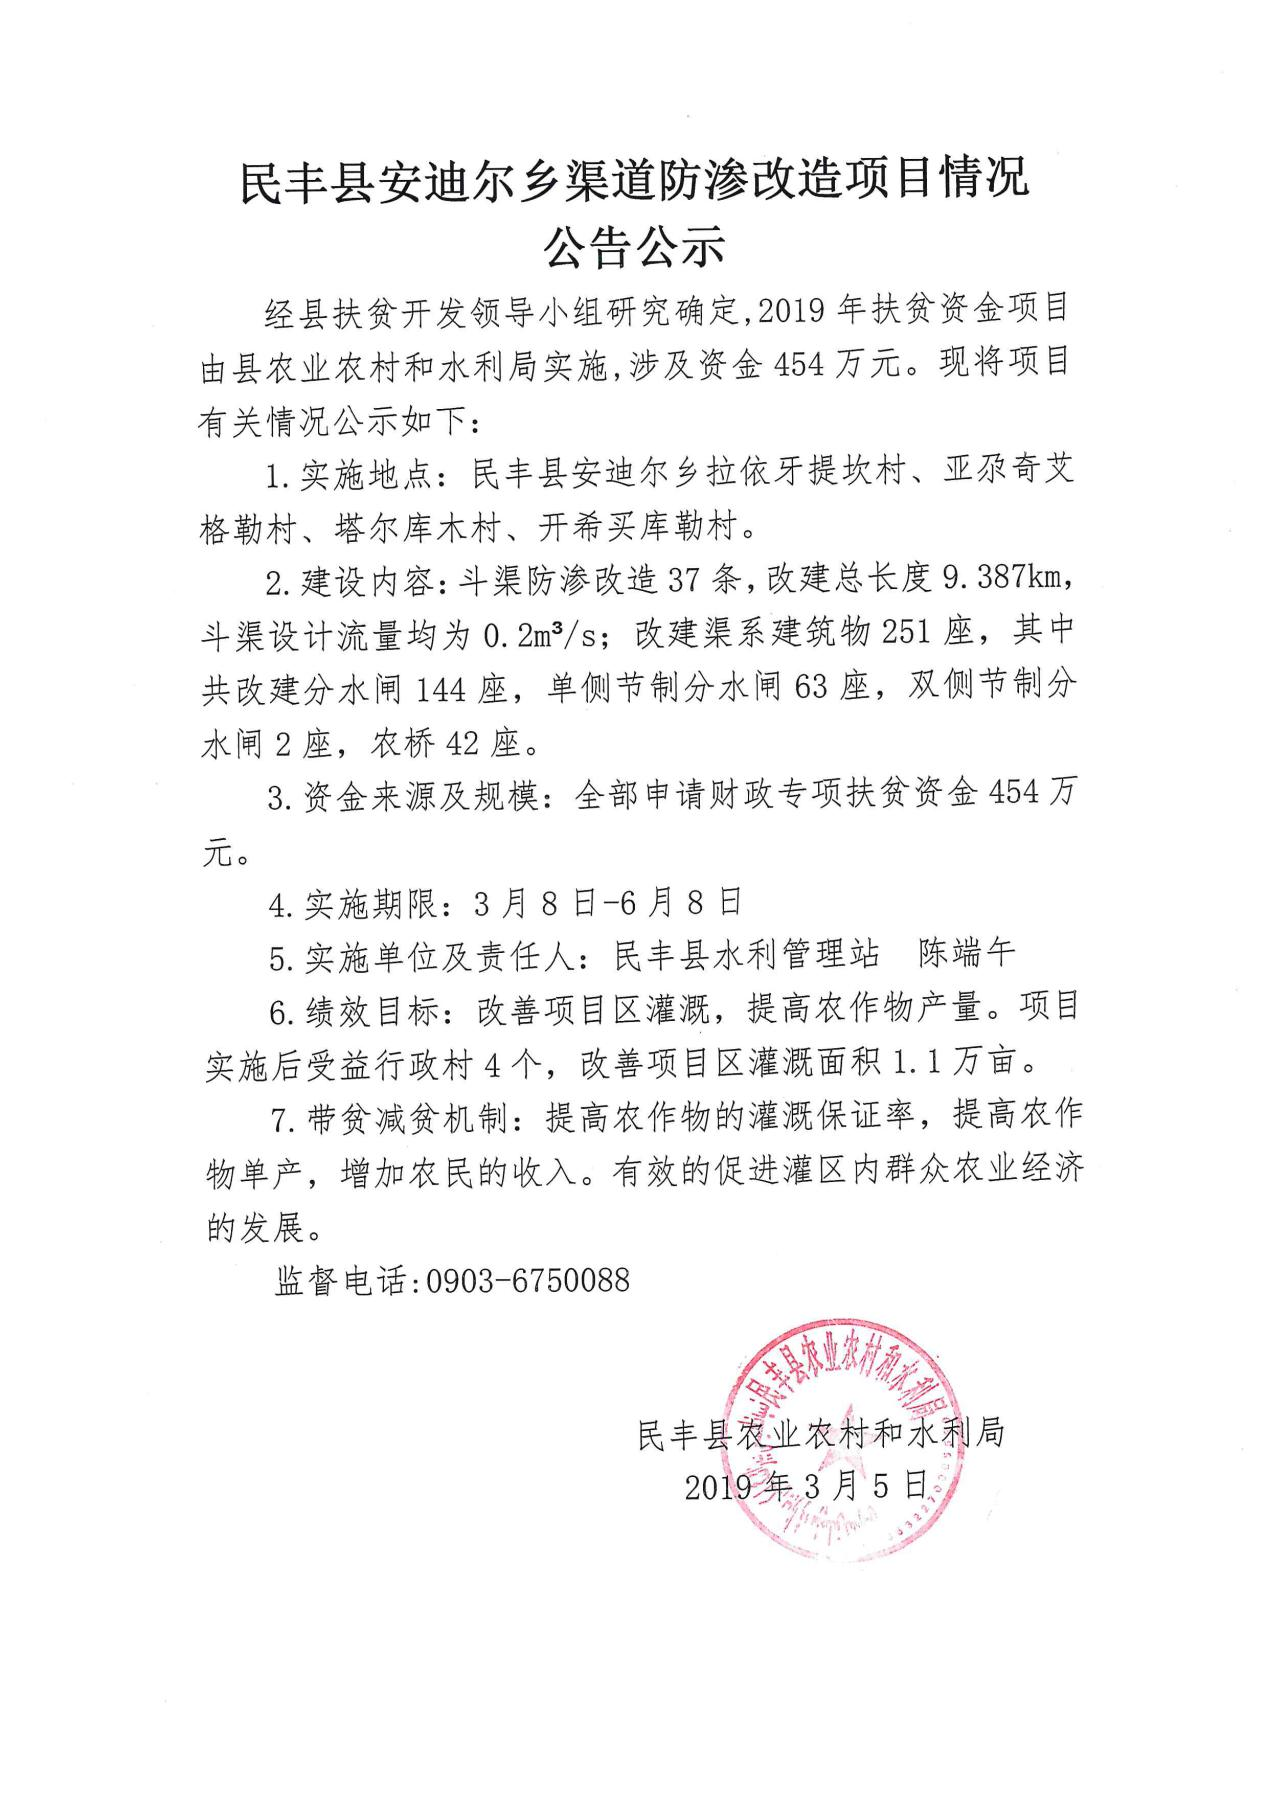 民丰县安迪尔乡渠道防渗改造项目情况
公告公示
经县扶贫开发领导小组研究确定,2019年扶贫资金项目
由县农业农村和水利局实施,涉及资金454万元。现将项目
有关情况公示如下：
1.实施地点：民丰县安迪尔乡拉依牙提坎村、亚尕奇艾
格勒村、塔尔库木村、开希买库勒村。
2.建设内容：斗渠防渗改造37条，改建总长度9.387km，
斗渠设计流量均为0.2m³/s；改建渠系建筑物251座，其中
共改建分水闸144座，单侧节制分水闸63座，双侧节制分
水闸2座，农桥42座。
3.资金来源及规模：全部申请财政专项扶贫资金454万
元。
4.实施期限：3月8日-6月8日
5.实施单位及责任人：民丰县水利管理站　陈端午
6.绩效目标：改善项目区灌溉，提高农作物产量。项目
实施后受益行政村4个，改善项目区灌溉面积1.1万亩。
7.带贫减贫机制：提高农作物的灌溉保证率，提高农作
物单产，增加农民的收入。有效的促进灌区内群众农业经济
的发展。
监督电话:0903-6750088
民丰县农业农村和水利局
民丰县农业农村和水利局
2019年3月5日